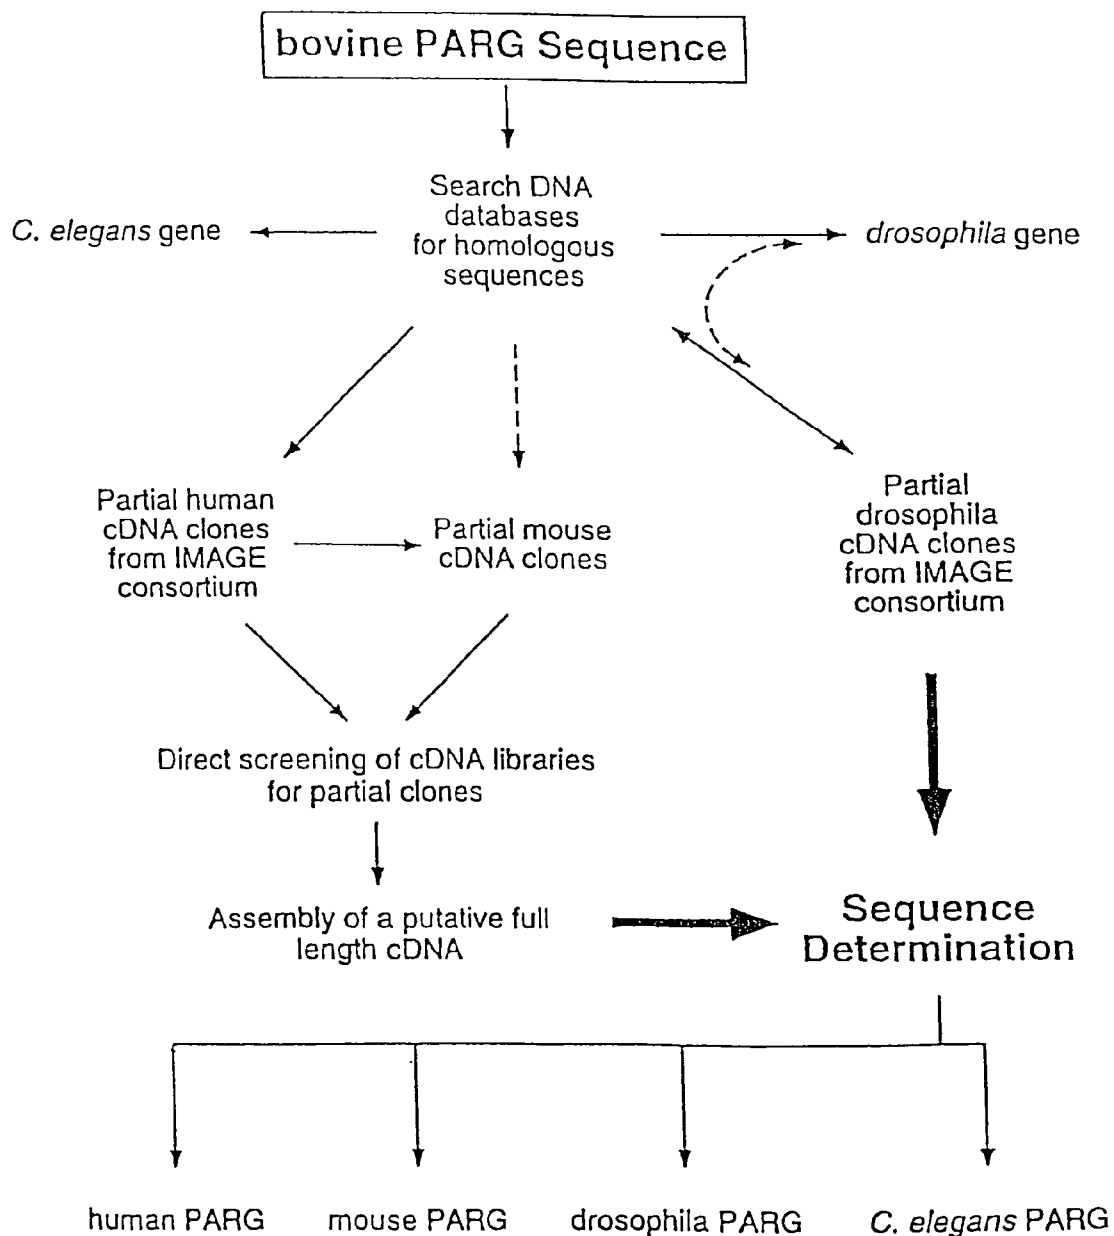 bovine PARG Sequence
Search DNA
databases
for homologous
sequences
C. elegans gene
drosophila gene
Partial human
cDNA clones
from IMAGE
consortium
Partial mouse
cDNA clones
Partial
drosophila
cDNA clones
from IMAGE
consortium
Direct screening of cDNA libraries
for partial clones
Assembly of a putative full
length cDNA
Sequence
Determination
human PARG
mouse PARG
drosophila PARG
C. elegans PARG